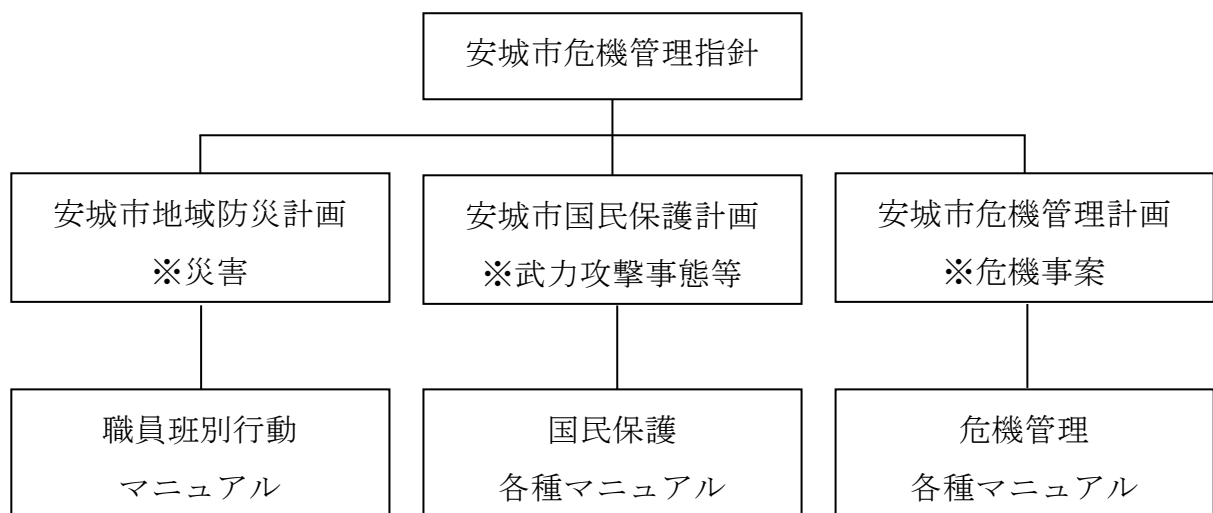 安城市危機管理指針
安城市地域防災計画
※災害
安城市国民保護計画
※武力攻撃事態等
安城市危機管理計画
※危機事案
職員班別行動
マニュアル
国民保護
各種マニュアル
危機管理
各種マニュアル